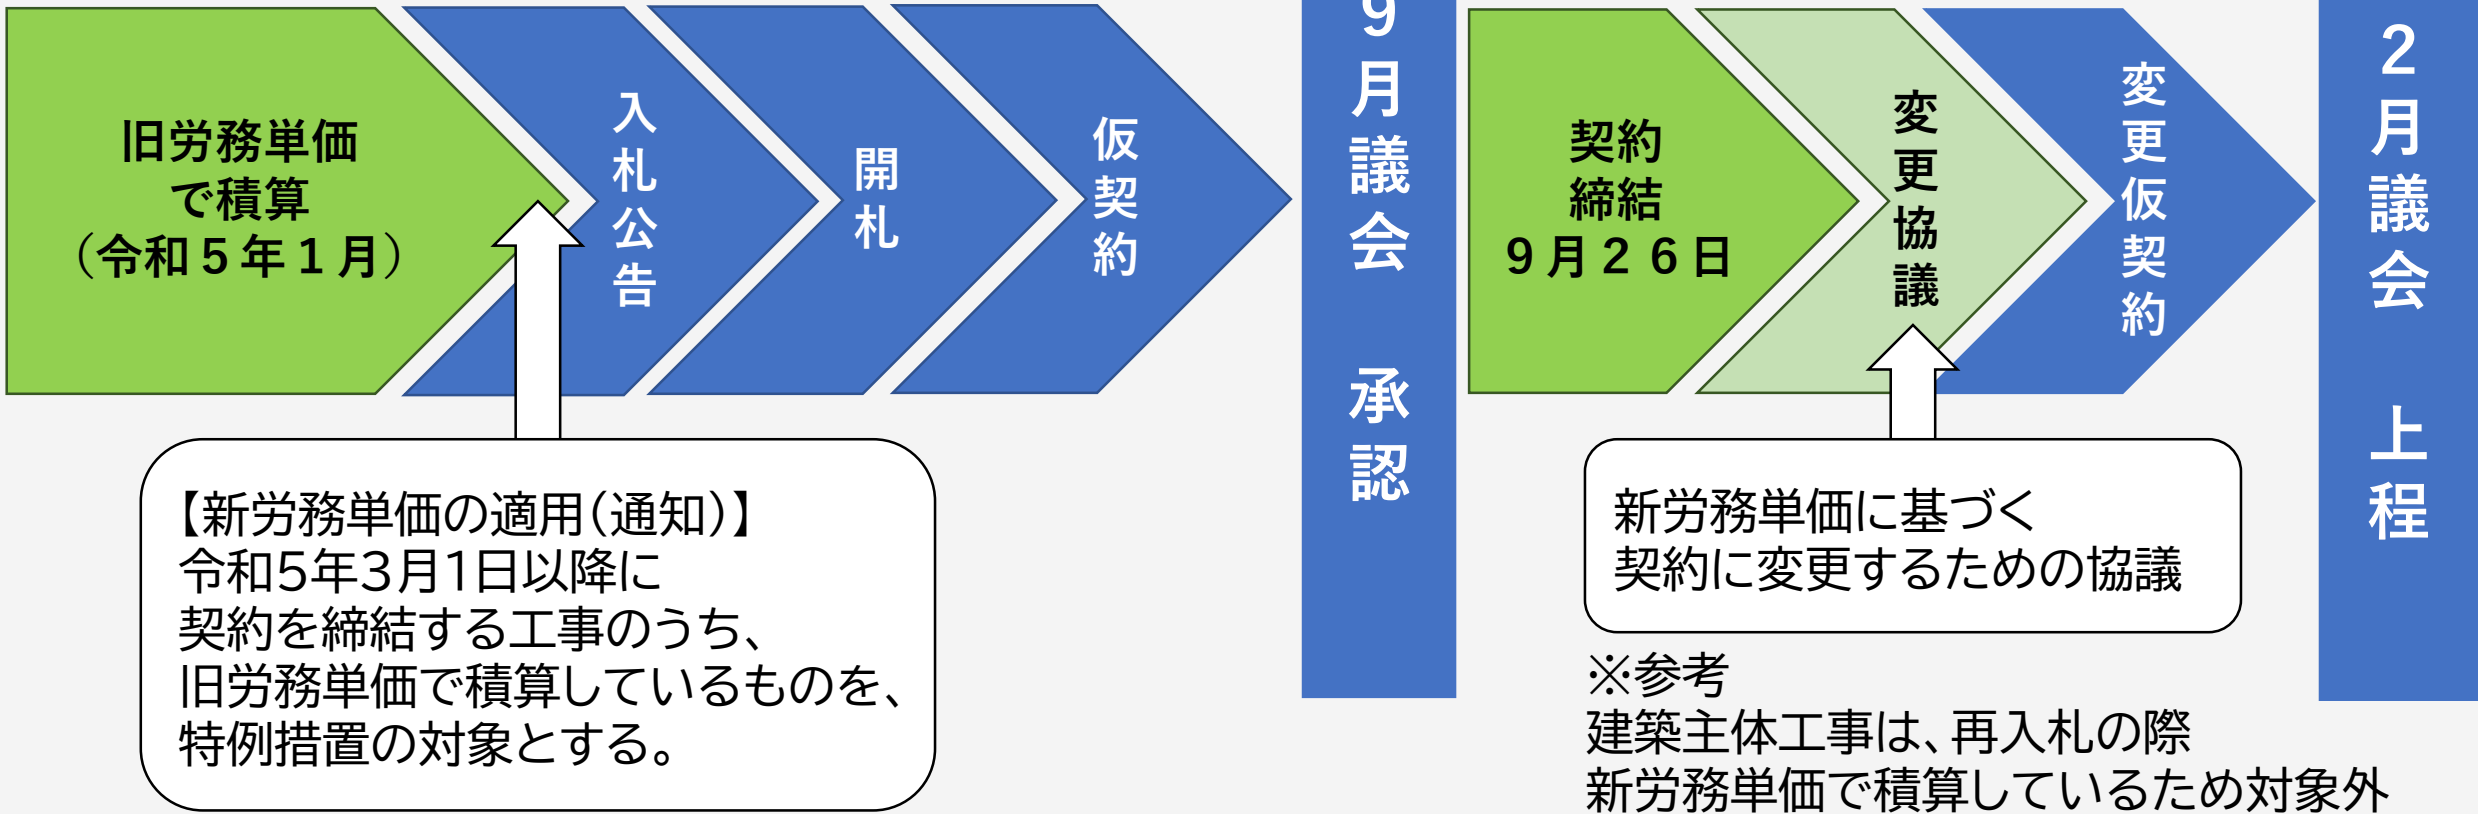 旧労務単価
で積算
（令和５年１月）
入札公告
開札
仮契約
９月議会　承認
契約
締結
９月２６日
変更協議
変更仮契約
２月議会　上程
【新労務単価の適用（通知）】
令和５年３月１日以降に
契約を締結する工事のうち、
旧労務単価で積算しているものを、
特例措置の対象とする。
新労務単価に基づく
契約に変更するための協議
※参考
建築主体工事は、再入札の際
新労務単価で積算しているため対象外